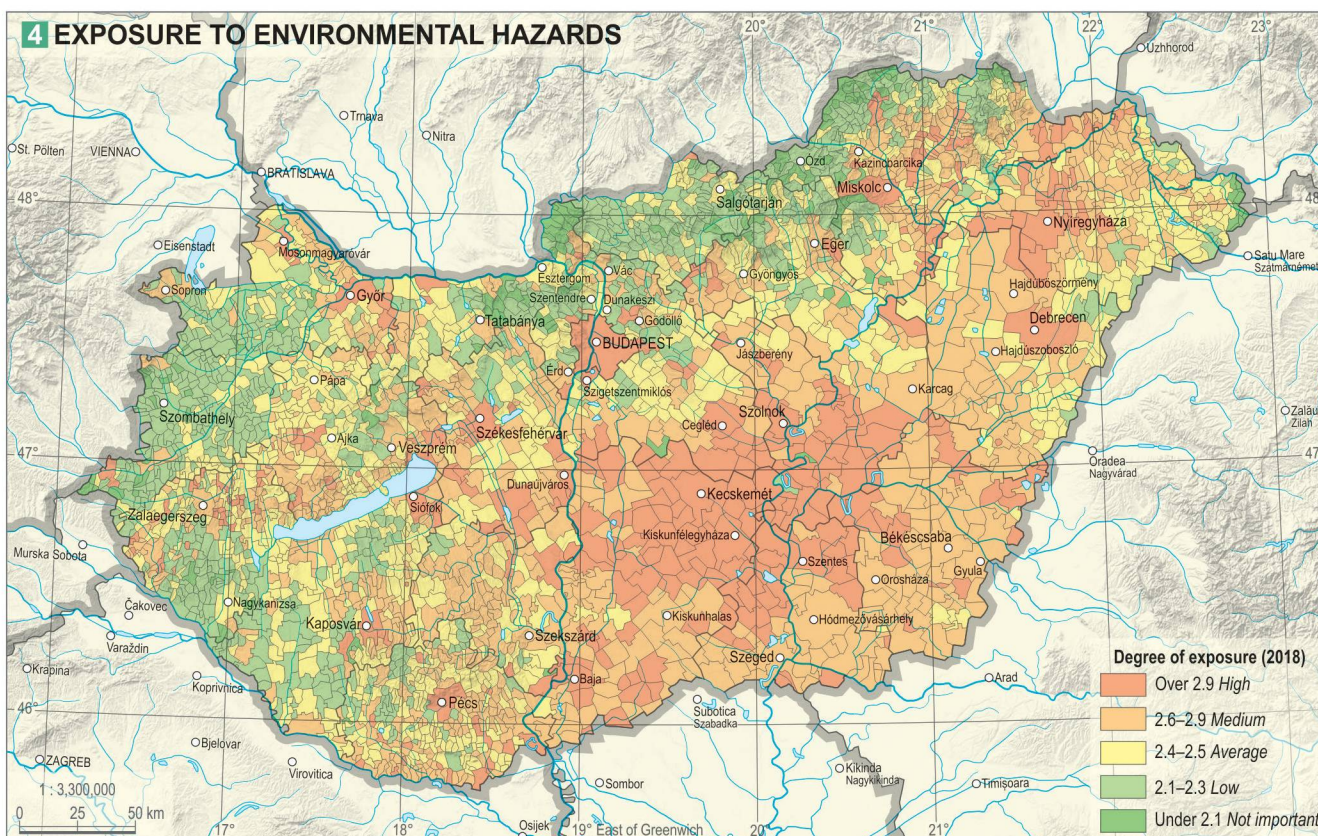 4 EXPOSURE TO ENVIRONMENTAL HAZARDS
20°
21°
22°
23°
Uzhhorod
Trnava
Nitra
St. Pölten
VIENNA
BRATISLAVA
Ózd
Kazincbarcika
Miskolc
48°
48
Salgótarján
Nyíregyháza
Eisenstadt
Mosonmagyaróvár
Eger
Satu Mare
Szatmárnémet
Esztergom
Vác
Gyöngyös
Sopron
Győr
Szentendre
Dunakeszi
Hajdúböszörmény
Tatabánya
Gödöllő
Debrecen
BUDAPEST
Jászberény
Hajdúszoboszló
Pápa
Érd
Szigetszentmiklós
Karcag
Szombathely
Zalău
Zilah
Székesfehérvár
Cegléd
Szolnok
Ajka
Veszprém
47°
47
Oradea
Nagyvárad
Dunaújváros
Kecskemét
Siófok
Zalaegerszeg
Kiskunfélegyháza
Békéscsaba
Murska Sobota
Szentes
Gyula
Orosháza
Nagykanizsa
Čakovec
Kaposvár
Kiskunhalas
Hódmezővásárhely
Varaždin
Szekszárd
Szeged
Krapina
Koprivnica
Baja
Arad
Pécs
Subotica
Szabadka
46°
Bjelovar
ZAGREB
Virovitica
Sombor
Kikinda
Nagykikinda
Timișoara
Degree of exposure (2018)
Over 2.9 High
2.6–2.9 Medium
2.4–2.5 Average
2.1–2.3 Low
Under 2.1 Not important
1 : 3,300,000
0 25 50 km
17°
18°
Osijek
19°
East of Greenwich
20°
21°